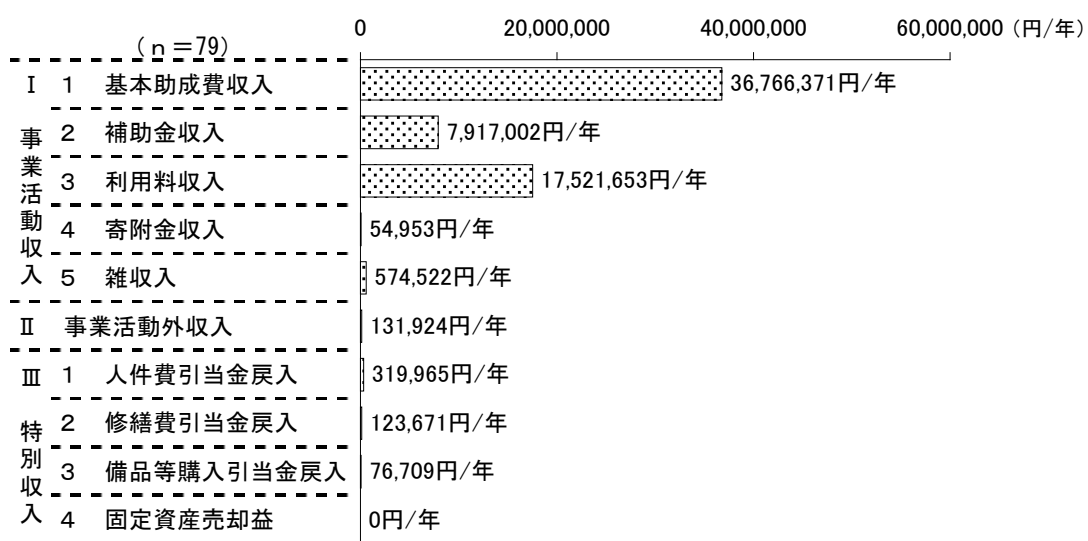 0 20,000,000 40,000,000 60,000,000 (円/年)
(ｎ=79)
Ⅰ 1 基本助成費収入 36,766,371円/年
事業活動収入
2 補助金収入 7,917,002円/年
3 利用料収入 17,521,653円/年
4 寄附金収入 54,953円/年
5 雑収入 574,522円/年
Ⅱ 事業活動外収入 131,924円/年
Ⅲ 1 人件費引当金戻入 319,965円/年
特別収入
2 修繕費引当金戻入 123,671円/年
3 備品等購入引当金戻入 76,709円/年
4 固定資産売却益 0円/年